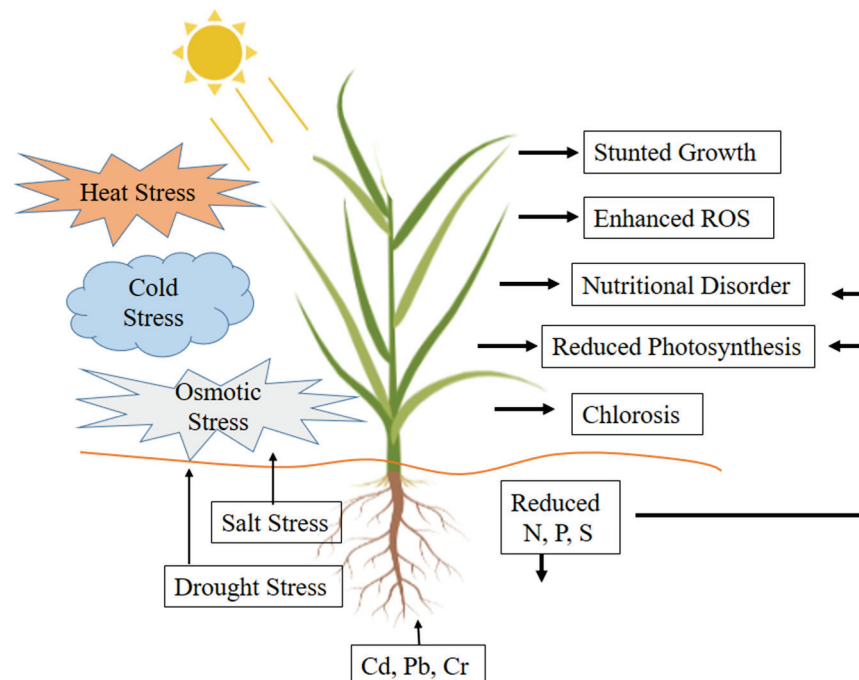 Heat Stress
Cold
Stress
Osmotic
Stress
Salt Stress
Drought Stress
Cd, Pb, Cr
Stunted Growth
Enhanced ROS
Nutritional Disorder
Reduced Photosynthesis
Chlorosis
Reduced
N, P, S